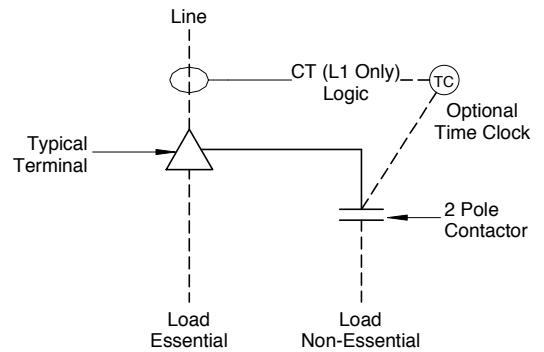 Line
CT (L1 Only)
Logic
TC
Optional
Time Clock
Typical
Terminal
2 Pole
Contactor
Load
Essential
Load
Non-Essential